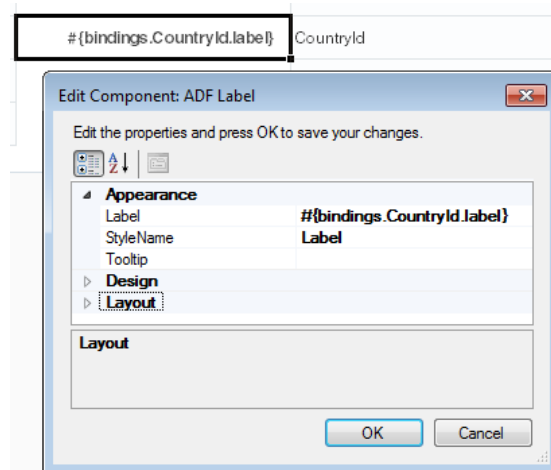 #{bindings.CountryId.label} CountryId
Edit Component: ADF Label
Edit the properties and press OK to save your changes.
Appearance
Label #{bindings.CountryId.label}
StyleName Label
Tooltip
Design
Layout
Layout
OK Cancel